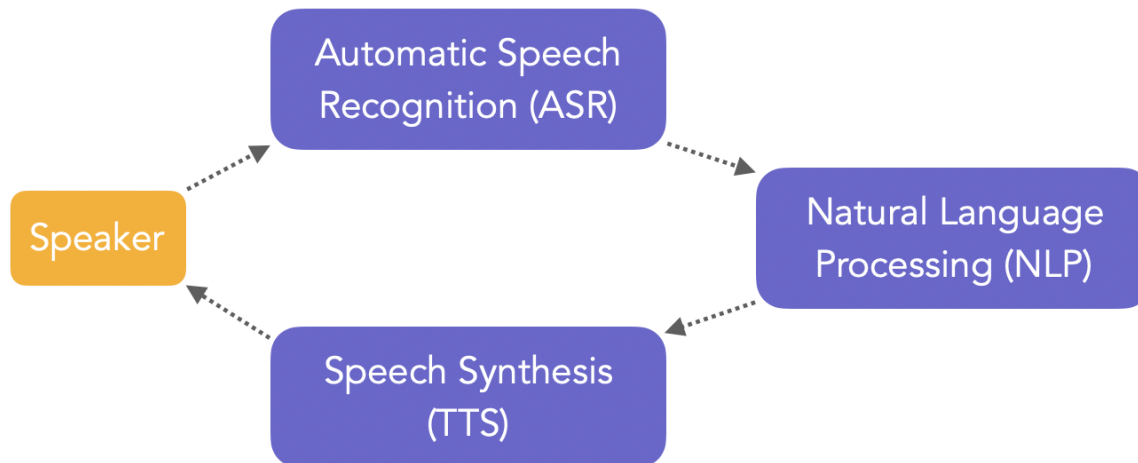 Automatic Speech
Recognition (ASR)
Speaker
Natural Language
Processing (NLP)
Speech Synthesis
(TTS)